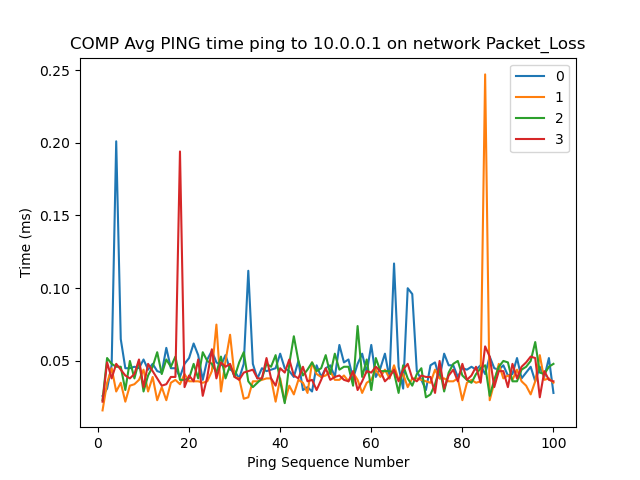 COMP Avg PING time ping to 10.0.0.1 on network Packet_Loss
0.25
0.20
0.15
0.10
0.05
Time (ms)
0
1
2
3
0 20 40 60 80 100
Ping Sequence Number